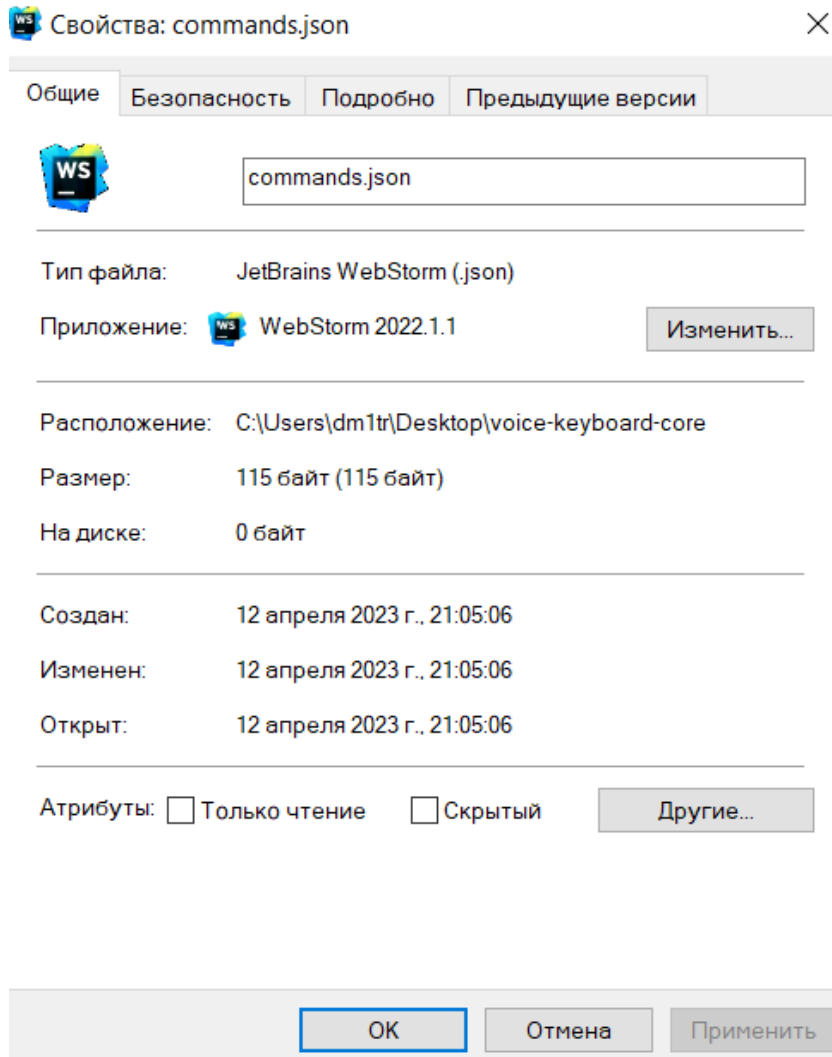 WS Свойства: commands.json
Общие Безопасность Подробно Предыдущие версии
WS commands.json
Тип файла: JetBrains WebStorm (.json)
Приложение: WS WebStorm 2022.1.1 Изменить...
Расположение: C:\Users\dm1tr\Desktop\voice-keyboard-core
Размер: 115 байт (115 байт)
На диске: 0 байт
Создан: 12 апреля 2023 г., 21:05:06
Изменен: 12 апреля 2023 г., 21:05:06
Открыт: 12 апреля 2023 г., 21:05:06
Атрибуты: Только чтение Скрытый Другие...
OK Отмена Применить